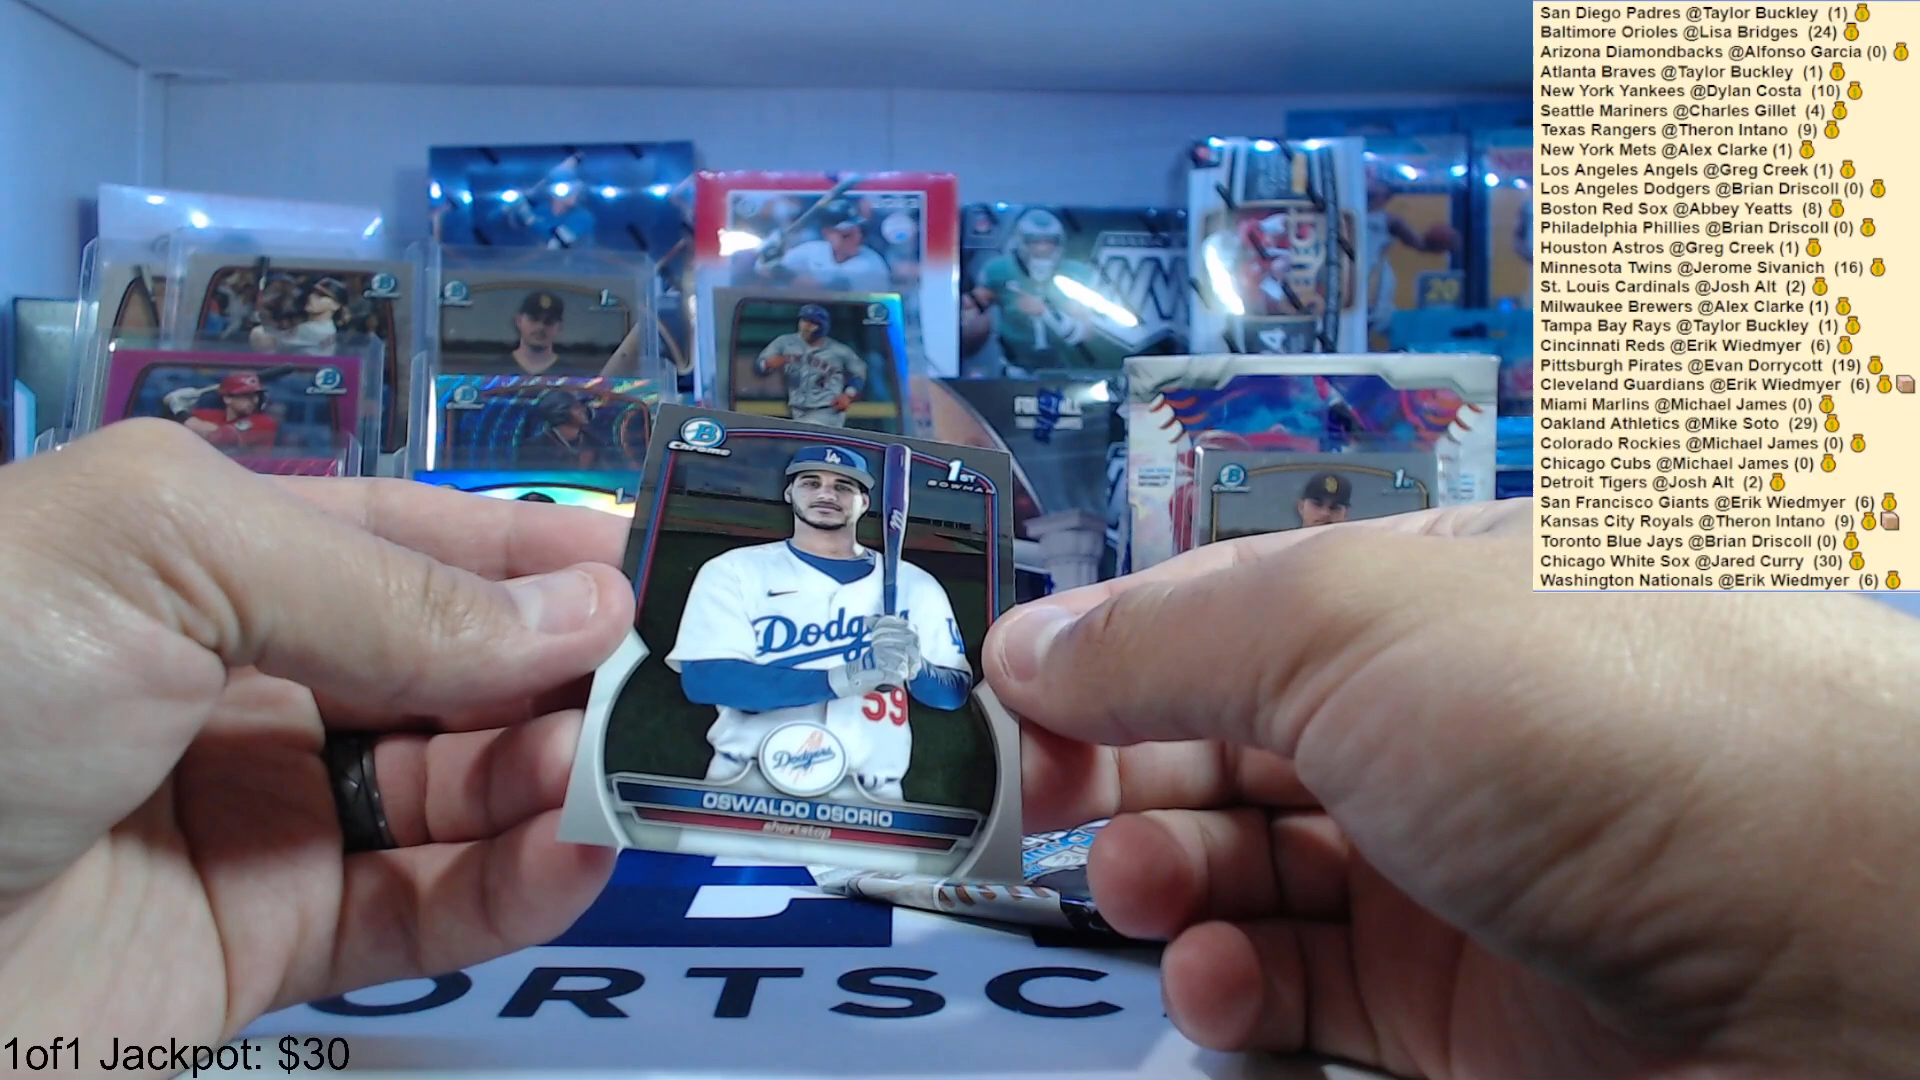 San Diego Padres @Taylor Buckley (1)
Baltimore Orioles @Lisa Bridges (24)
Arizona Diamondbacks @Alfonso Garcia (0)
Atlanta Braves @Taylor Buckley (1)
New York Yankees @Dylan Costa (10)
Seattle Mariners @Charles Gillet (4)
Texas Rangers @Theron Intano (9)
New York Mets @Alex Clarke (1)
Los Angeles Angels @Greg Creek (1)
Los Angeles Dodgers @Brian Driscoll (0)
Boston Red Sox @Abbey Yeatts (8)
Philadelphia Phillies @Brian Driscoll (0)
Houston Astros @Greg Creek (1)
Minnesota Twins @Jerome Sivanich (16)
St. Louis Cardinals @Josh Alt (2)
Milwaukee Brewers @Alex Clarke (1)
Tampa Bay Rays @Taylor Buckley (1)
Cincinnati Reds @Erik Wiedmyer (6)
Pittsburgh Pirates @Evan Dorrycott (19)
Cleveland Guardians @Erik Wiedmyer (6)
Miami Marlins @Michael James (0)
Oakland Athletics @Mike Soto (29)
Colorado Rockies @Michael James (0)
Chicago Cubs @Michael James (0)
Detroit Tigers @Josh Alt (2)
San Francisco Giants @Erik Wiedmyer (6)
Kansas City Royals @Theron Intano (9)
Toronto Blue Jays @Brian Driscoll (0)
Chicago White Sox @Jared Curry (30)
Washington Nationals @Erik Wiedmyer (6)
B
Chrome
1ST
BOWMAN
LA
Dodg
59
Dodgers
OSWALDO OSORIO
shortstop
ORTSC
1of1 Jackpot: $30